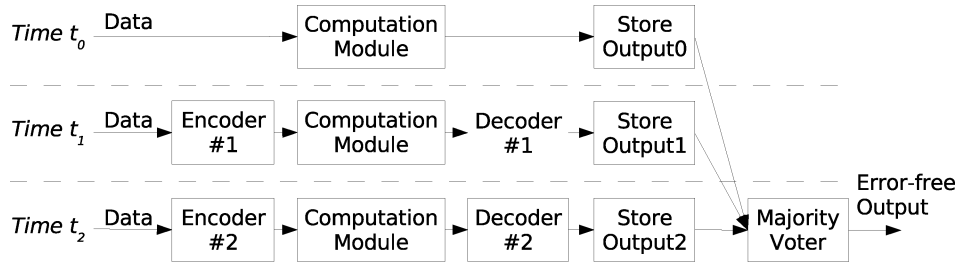 Time t0
Data
Computation
Module
Store
Output0
Time t1
Data
Encoder
#1
Computation
Module
Decoder
#1
Store
Output1
Time t2
Data
Encoder
#2
Computation
Module
Decoder
#2
Store
Output2
Majority
Voter
Error-free
Output